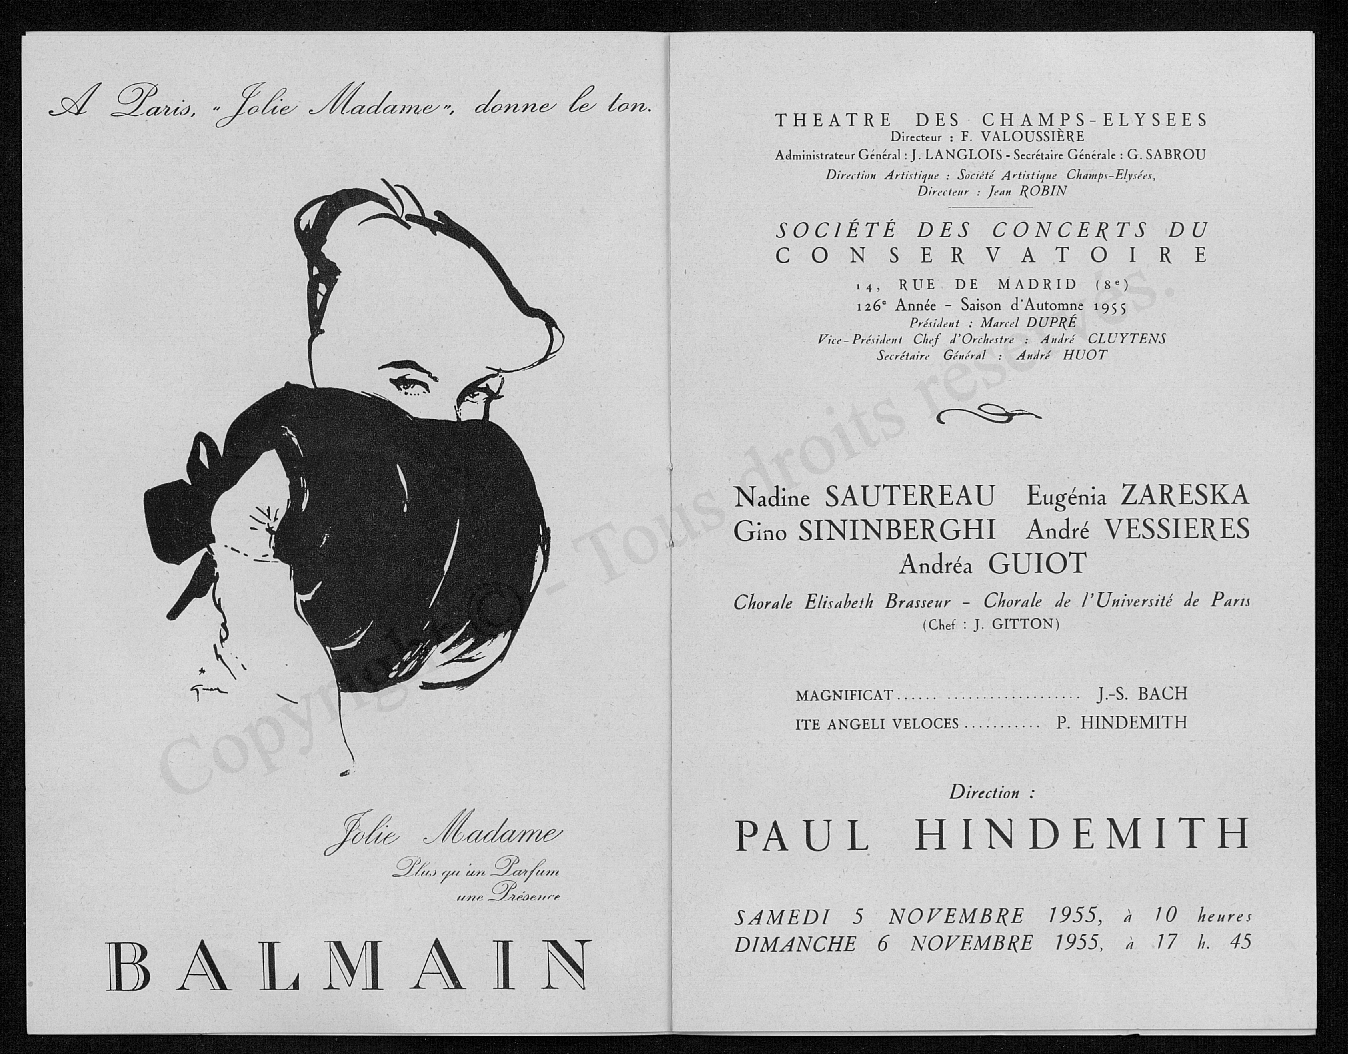 A Paris, "Jolie Madame", donne le ton.
Jolie Madame
Plus qu'un Parfum
une Présence
BALMAIN
THEATRE DES CHAMPS-ELYSEES
Directeur : F. VALOUSSIÈRE
Administrateur Général : J. LANGLOIS - Secrétaire Générale : G. SABROU
Direction Artistique : Société Artistique Champs-Elysées,
Directeur : Jean ROBIN
SOCIÉTÉ DES CONCERTS DU
CONSERVATOIRE
14, RUE DE MADRID (8e)
126e Année - Saison d'Automne 1955
Président : Marcel DUPRÉ
Vice-Président Chef d'Orchestre : André CLUYTENS
Secrétaire Général : André HUOT
Nadine SAUTEREAU Eugénia ZARESKA
Gino SININBERGHI André VESSIERES
Andréa GUIOT
Chorale Elisabeth Brasseur - Chorale de l'Université de Paris
(Chef : J. GITTON)
MAGNIFICAT...... ....................... J.-S. BACH
ITE ANGELI VELOCES........... P. HINDEMITH
Direction :
PAUL HINDEMITH
SAMEDI 5 NOVEMBRE 1955, à 10 heures
DIMANCHE 6 NOVEMBRE 1955, à 17 h. 45
Copyright © - Tous droits réservés.